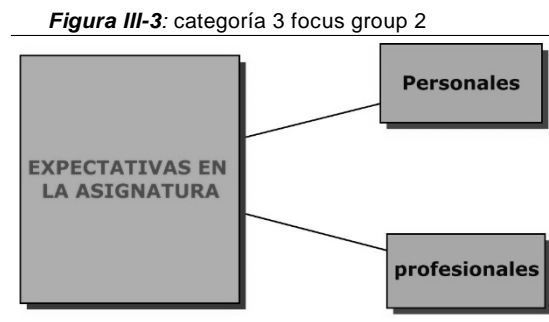 Figura III-3: categoría 3 focus group 2
Personales
EXPECTATIVAS EN
LA ASIGNATURA
profesionales